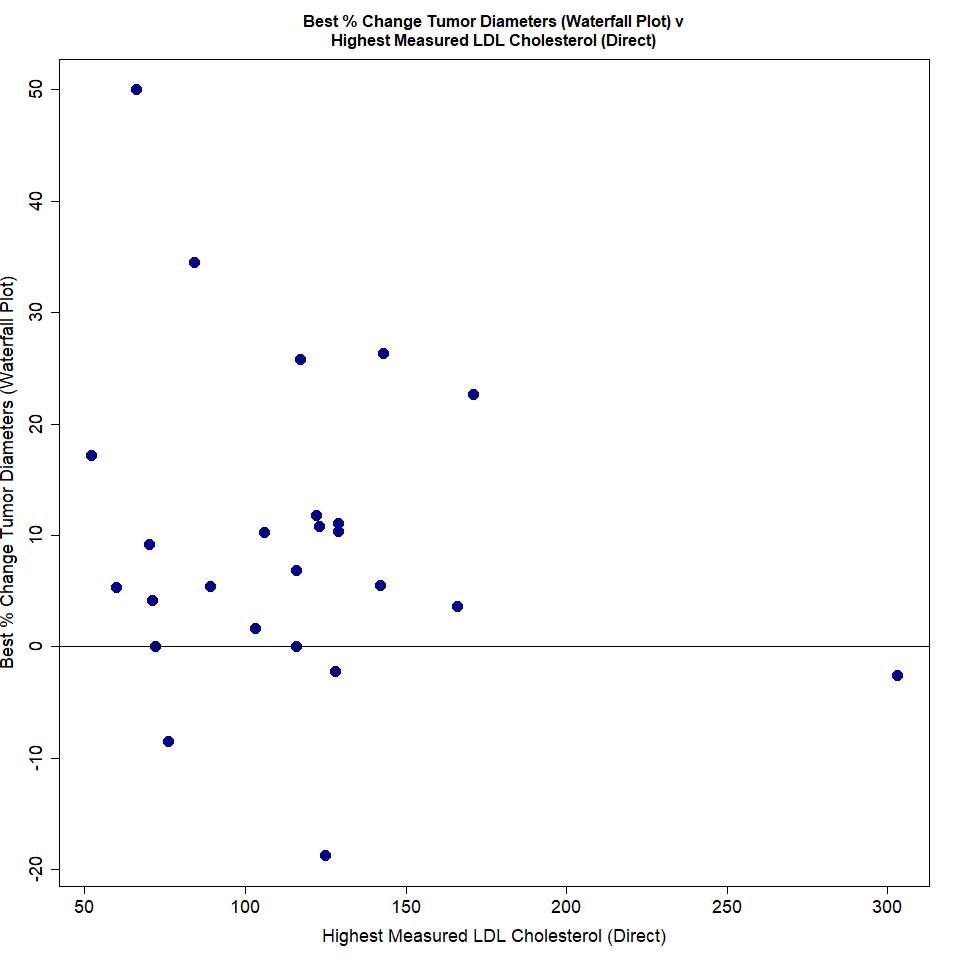 Best % Change Tumor Diameters (Waterfall Plot) v
Highest Measured LDL Cholesterol (Direct)
Best % Change Tumor Diameters (Waterfall Plot)
50
40
30
20
10
0
-10
-20
50 100 150 200 250 300
Highest Measured LDL Cholesterol (Direct)